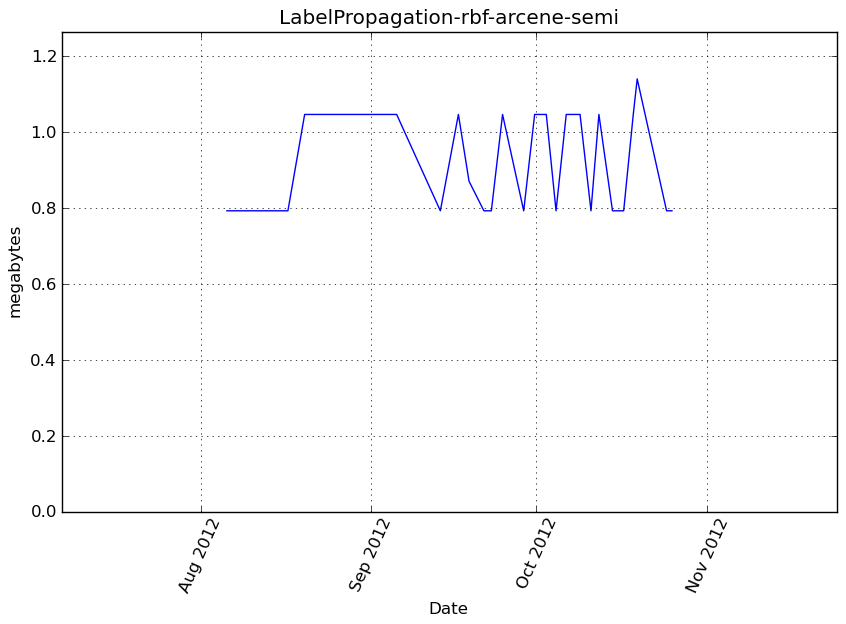 LabelPropagation-rbf-arcene-semi
1.2
1.0
0.8
0.6
0.4
0.2
0.0
megabytes
Aug 2012
Sep 2012
Oct 2012
Nov 2012
Date